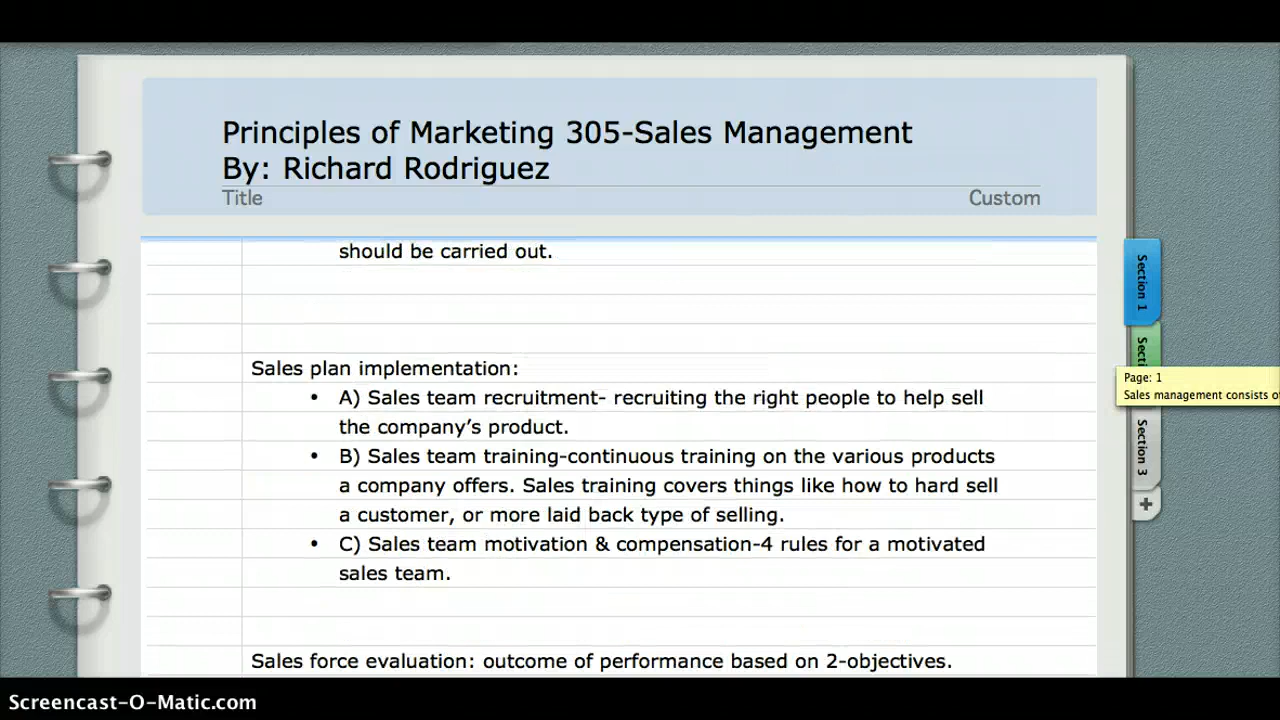 Principles of Marketing 305-Sales Management
By: Richard Rodriguez
Title
Custom
should be carried out.
Section 1
Sales plan implementation:
• A) Sales team recruitment- recruiting the right people to help sell
the company's product.
• B) Sales team training-continuous training on the various products
a company offers. Sales training covers things like how to hard sell
a customer, or more laid back type of selling.
• C) Sales team motivation & compensation-4 rules for a motivated
sales team.
Sales force evaluation: outcome of performance based on 2-objectives.
Page: 1
Sales management consists
Section 3
+
Screencast-O-Matic.com